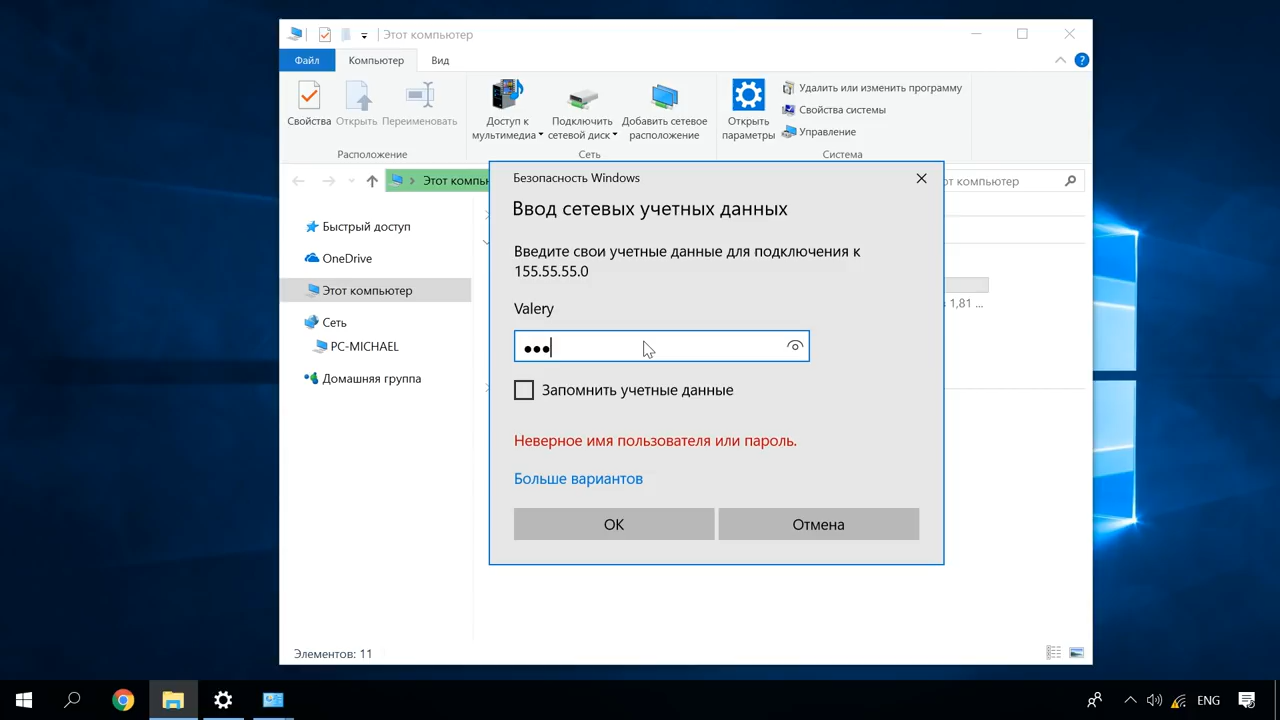 Этот компьютер
Файл
Компьютер
Вид
Свойства
Открыть
Переименовать
Расположение
Доступ к
мультимедиа
Подключить
сетевой диск
Добавить сетевое
расположение
Сеть
Открыть
параметры
Удалить или изменить программу
Свойства системы
Управление
Система
Этот компь
от компьютер
Быстрый доступ
OneDrive
Этот компьютер
Сеть
PC-MICHAEL
Домашняя группа
1,81 ...
Безопасность Windows
Ввод сетевых учетных данных
Введите свои учетные данные для подключения к
155.55.55.0
Valery
Запомнить учетные данные
Неверное имя пользователя или пароль.
Больше вариантов
ОК
Отмена
Элементов: 11
ENG